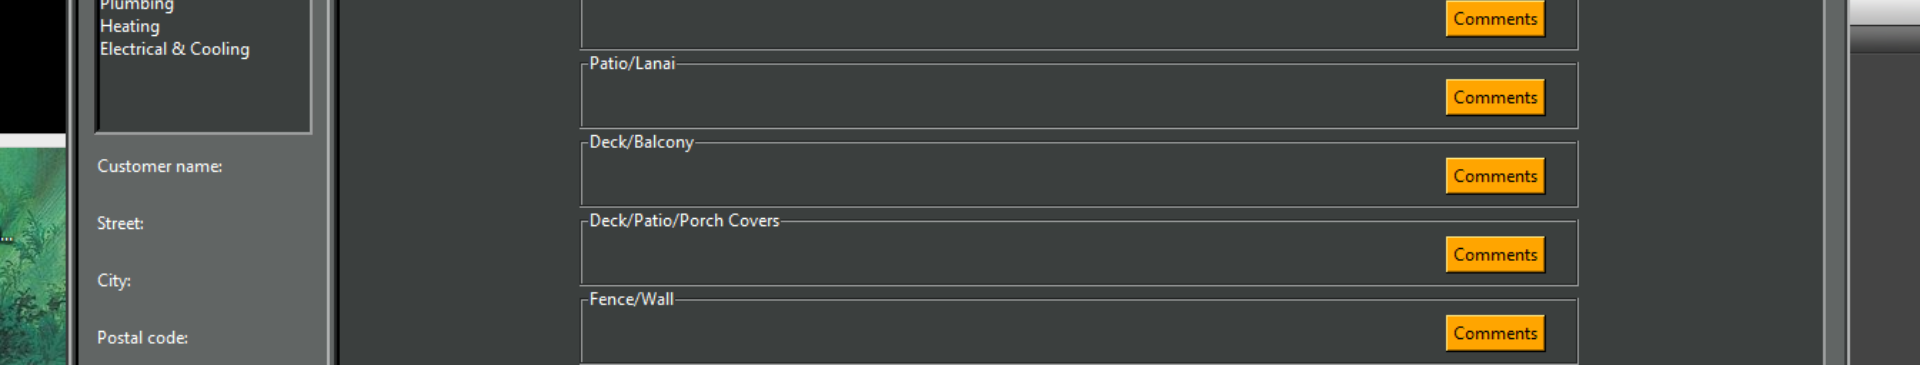 Plumbing
Heating
Electrical & Cooling
Customer name:
Street:
City:
Postal code:
Comments
Patio/Lanai
Comments
Deck/Balcony
Comments
Deck/Patio/Porch Covers
Comments
Fence/Wall
Comments